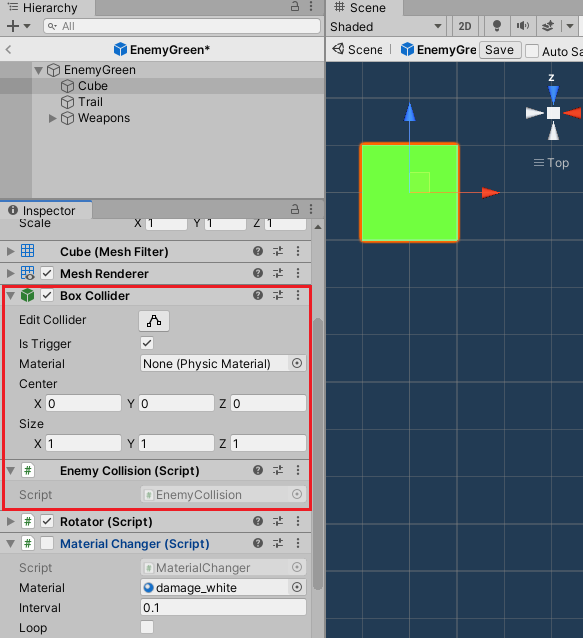 Hierarchy
All
EnemyGreen*
EnemyGreen
Cube
Trail
Weapons
Inspector
Scale X 1 Y 1 Z 1
Cube (Mesh Filter)
Mesh Renderer
Box Collider
Edit Collider
Is Trigger
Material None (Physic Material)
Center
X 0 Y 0 Z 0
Size
X 1 Y 1 Z 1
# Enemy Collision (Script)
Script # EnemyCollision
# Rotator (Script)
# Material Changer (Script)
Script # MaterialChanger
Material damage_white
Interval 0.1
Loop
Scene
Shaded 2D
Scene EnemyGre Save Auto Sa
z
Top